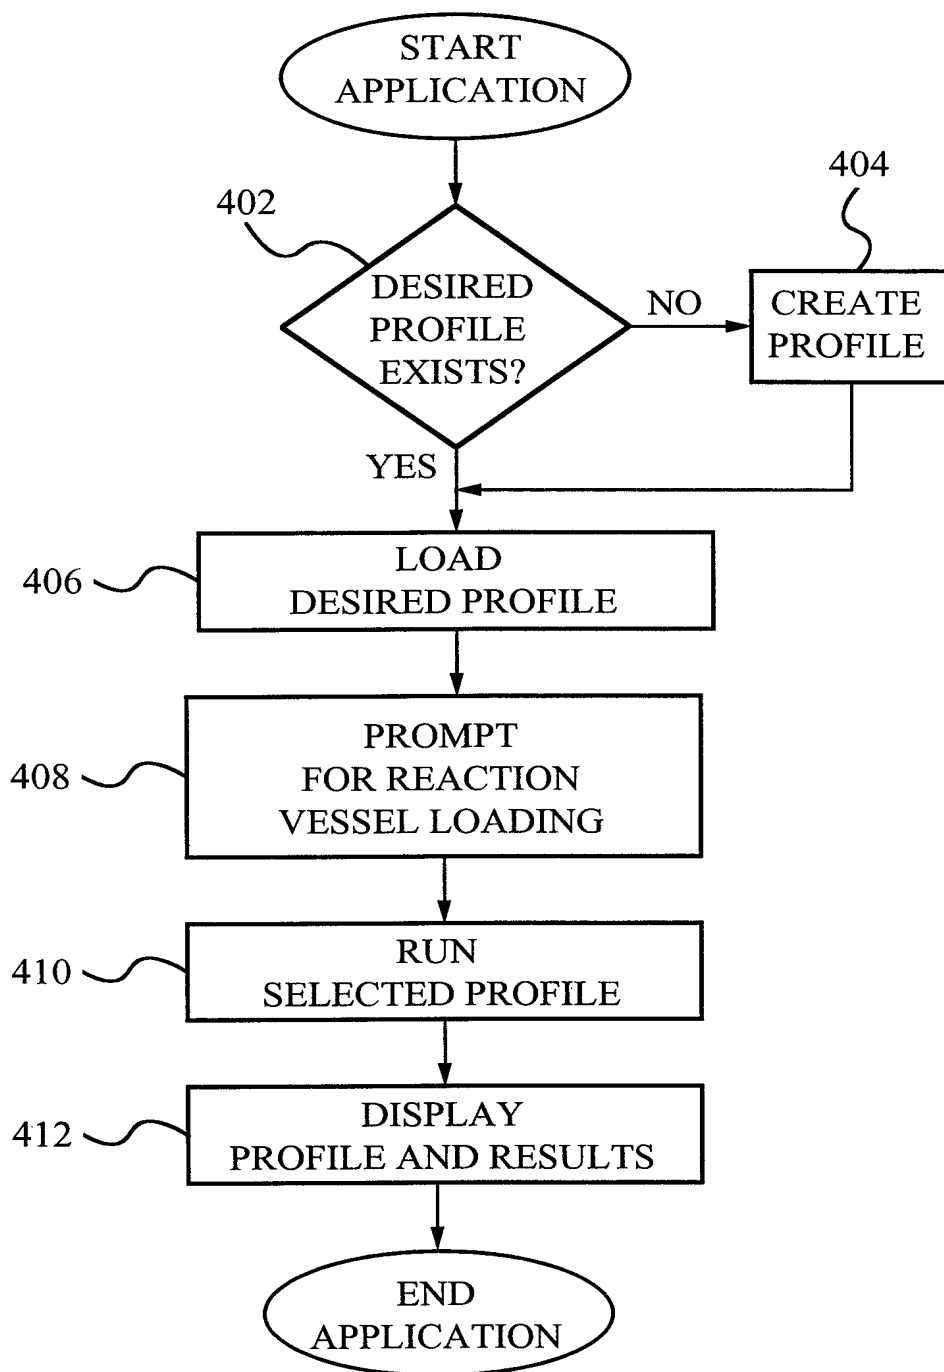 START
APPLICATION
402
404
DESIRED
PROFILE
EXISTS?
NO
CREATE
PROFILE
YES
406
LOAD
DESIRED PROFILE
408
PROMPT
FOR REACTION
VESSEL LOADING
410
RUN
SELECTED PROFILE
412
DISPLAY
PROFILE AND RESULTS
END
APPLICATION